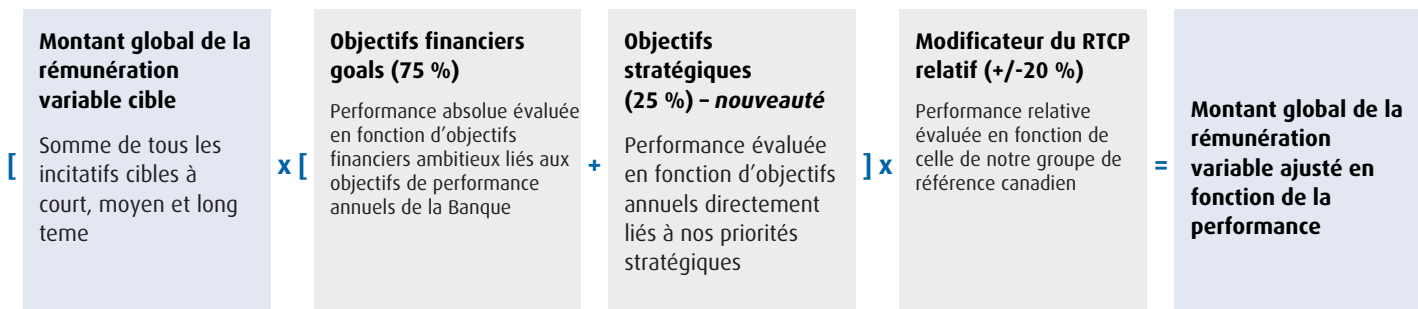 [
Montant global de la
rémunération
variable cible
Somme de tous les
incitatifs cibles à
court, moyen et long
teme
x [
Objectifs financiers
goals (75 %)
Performance absolue évaluée
en fonction d’objectifs
financiers ambitieux liés aux
objectifs de performance
annuels de la Banque
+
Objectifs
stratégiques
(25 %) – nouveauté
Performance évaluée
en fonction d’objectifs
annuels directement
liés à nos priorités
stratégiques
] x
Modificateur du RTCP
relatif (+/-20 %)
Performance relative
évaluée en fonction de
celle de notre groupe de
référence canadien
=
Montant global de la
rémunération
variable ajusté en
fonction de la
performance